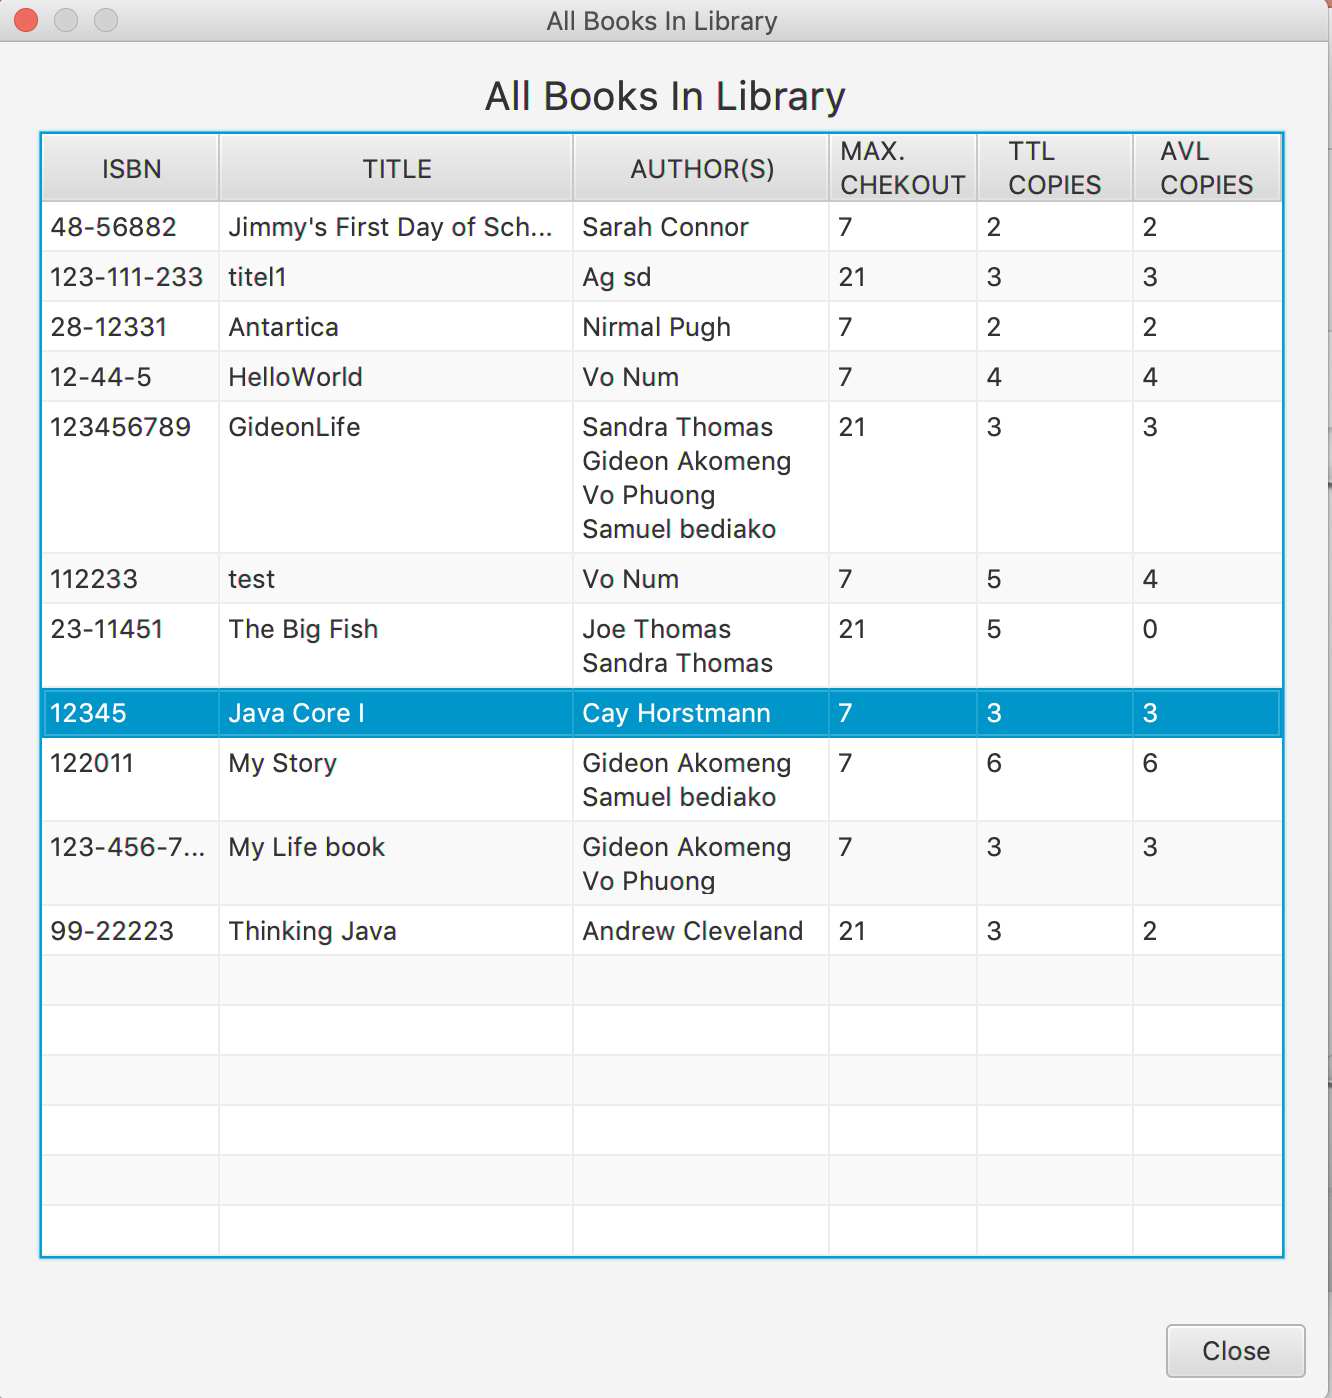 All Books In Library
All Books In Library
ISBN TITLE AUTHOR(S) MAX. CHEKOUT TTL COPIES AVL COPIES
48-56882 Jimmy's First Day of Sch... Sarah Connor 7 2 2
123-111-233 titel1 Ag sd 21 3 3
28-12331 Antartica Nirmal Pugh 7 2 2
12-44-5 HelloWorld Vo Num 7 4 4
123456789 GideonLife Sandra Thomas 21 3 3
Gideon Akomeng
Vo Phuong
Samuel bediako
112233 test Vo Num 7 5 4
23-11451 The Big Fish Joe Thomas 21 5 0
Sandra Thomas
12345 Java Core I Cay Horstmann 7 3 3
122011 My Story Gideon Akomeng 7 6 6
Samuel bediako
123-456-7... My Life book Gideon Akomeng 7 3 3
Vo Phuong
99-22223 Thinking Java Andrew Cleveland 21 3 2
Close